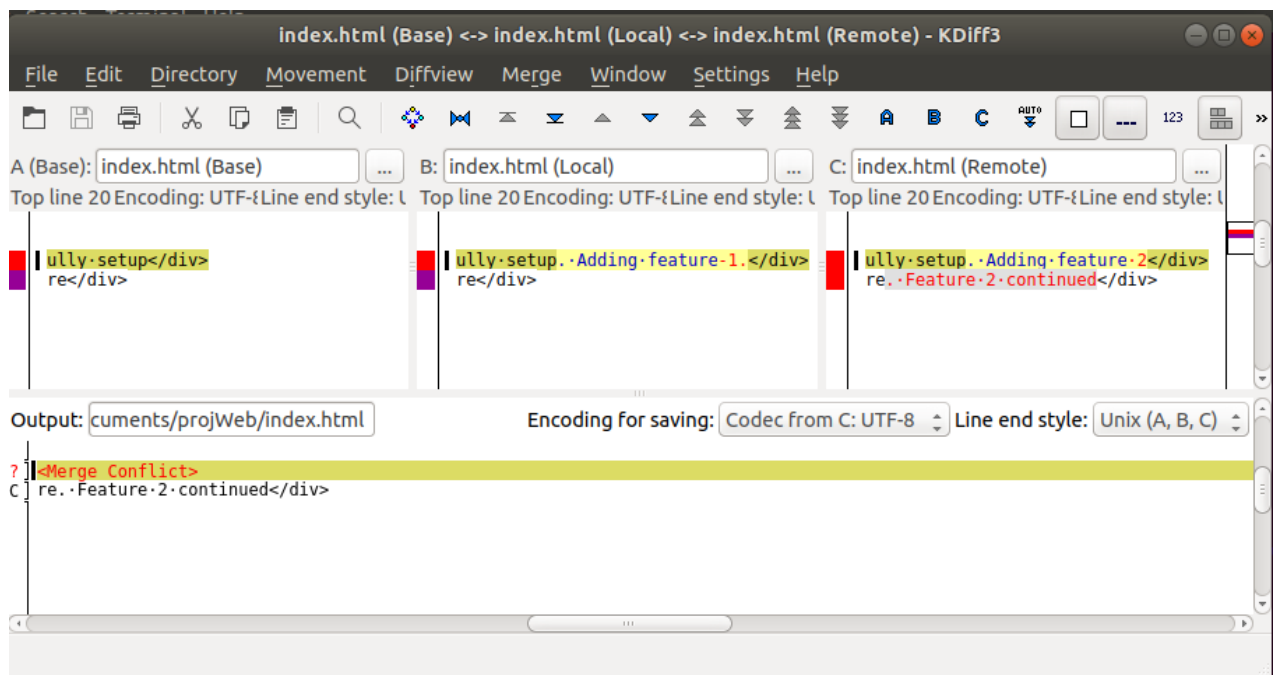 index.html (Base) <-> index.html (Local) <-> index.html (Remote) - KDiff3
File Edit Directory Movement Diffview Merge Window Settings Help
A B C AUTO 123 »
A (Base): index.html (Base) ... B: index.html (Local) ... C: index.html (Remote) ...
Top line 20 Encoding: UTF-8 Line end style: Top line 20 Encoding: UTF-8 Line end style: Top line 20 Encoding: UTF-8 Line end style:
ully·setup</div> ully·setup.·Adding·feature-1.</div> ully·setup.·Adding·feature·2</div>
re</div> re</div> re.·Feature·2·continued</div>
Output: cuments/projWeb/index.html Encoding for saving: Codec from C: UTF-8 Line end style: Unix (A, B, C)
? <Merge Conflict>
C re.·Feature·2·continued</div>